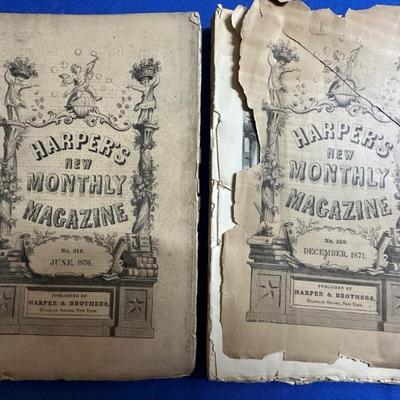 HARPER'S
NEW
MONTHLY
MAGAZINE
No. 313.
JUNE, 1876.
PUBLISHED BY
HARPER & BROTHERS,
FRANKLIN SQUARE, NEW YORK.
HARPER'S
NEW
MONTHLY
MAGAZINE
No. 259.
DECEMBER, 1871.
PUBLISHED BY
HARPER & BROTHERS,
FRANKLIN SQUARE, NEW YORK.